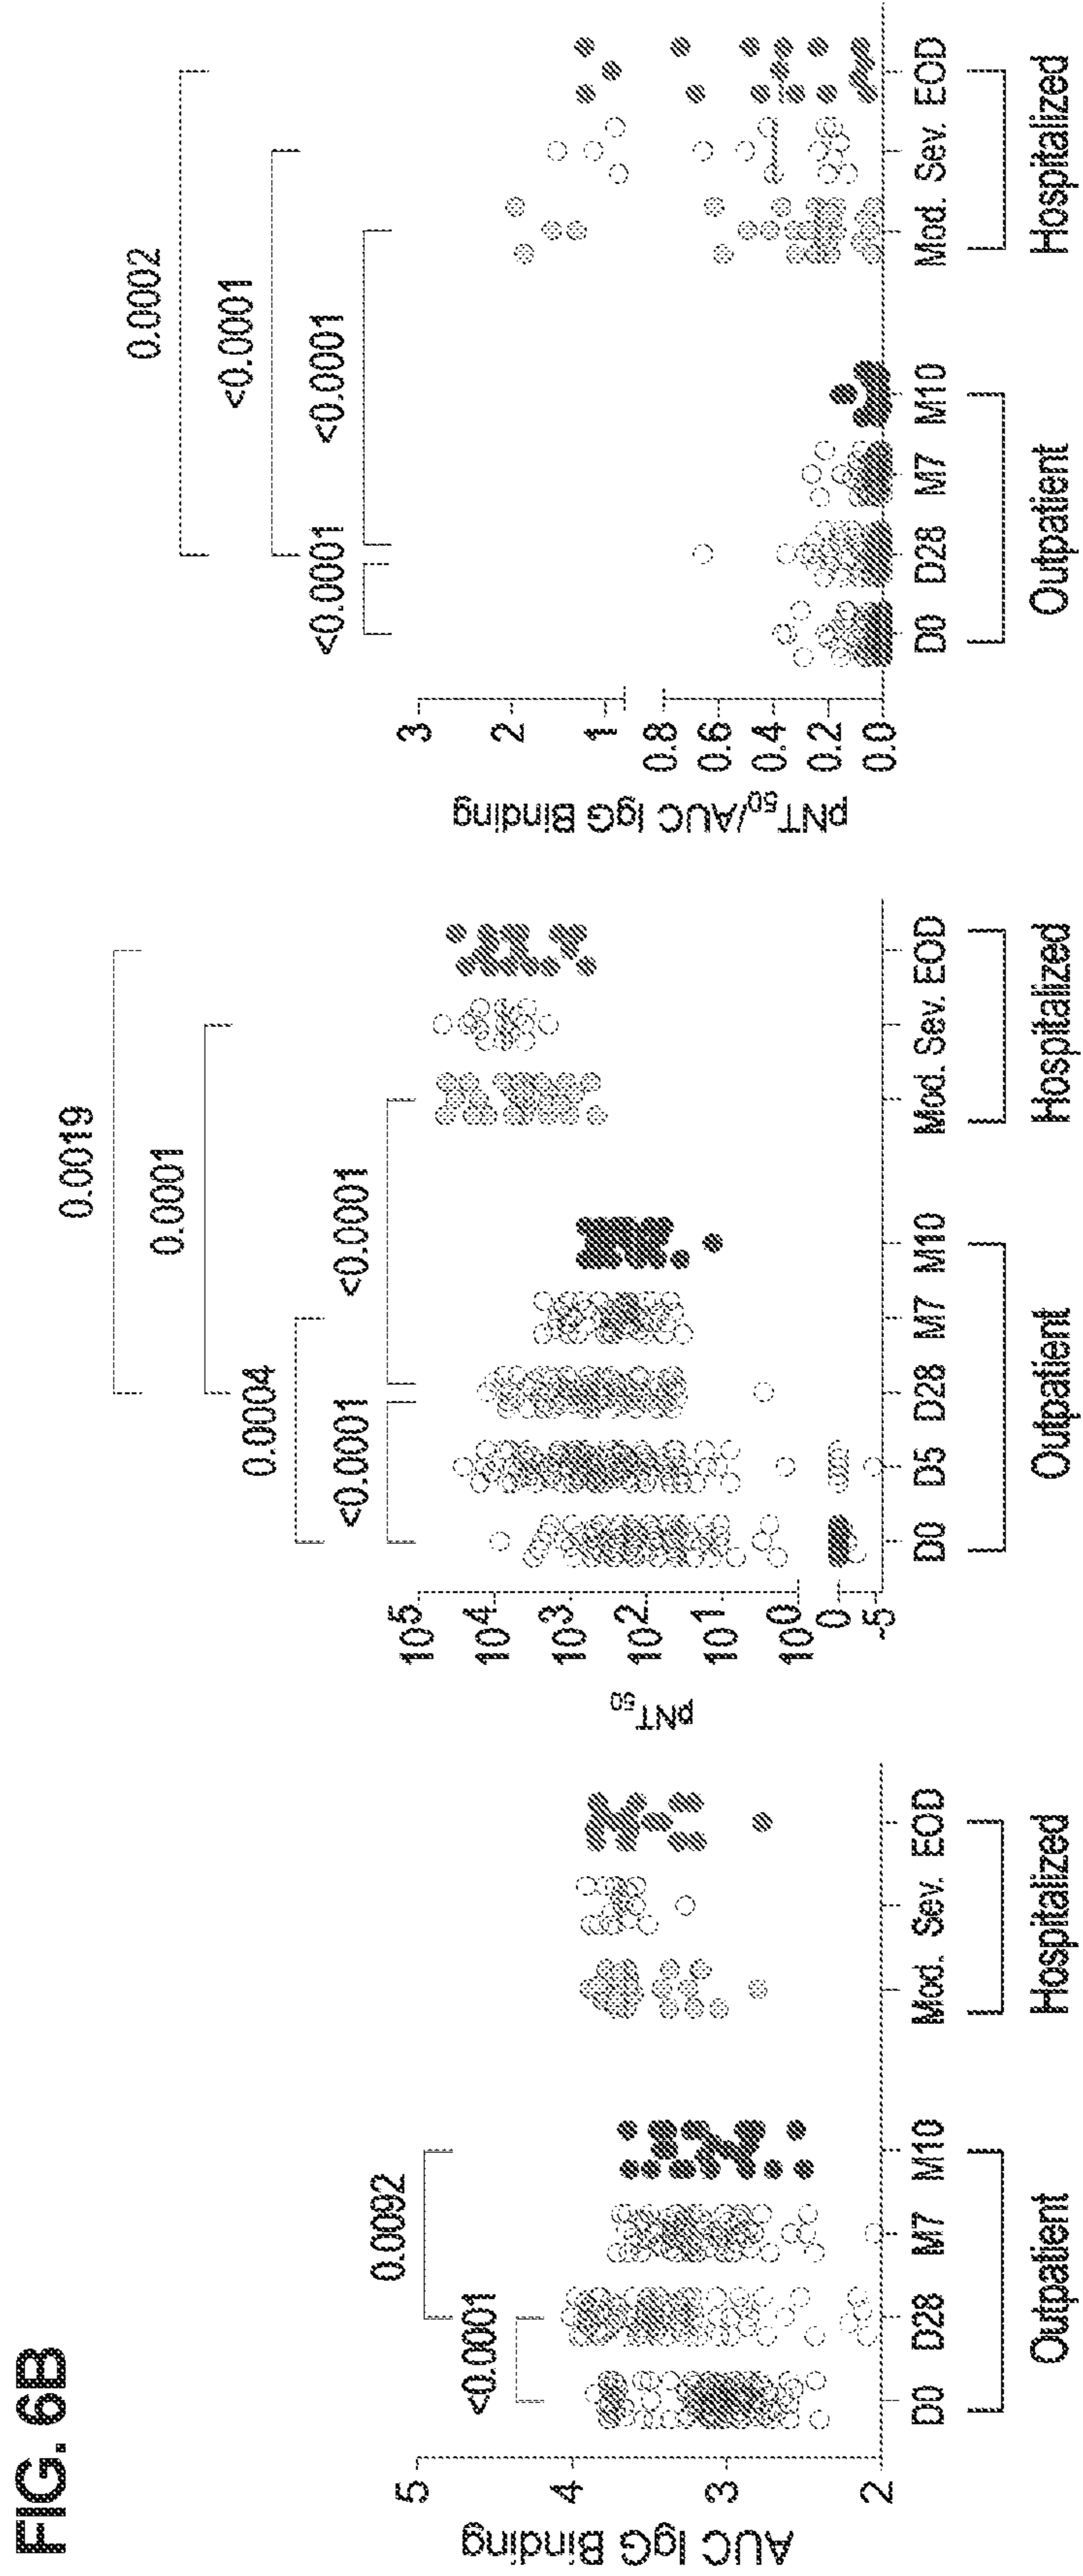 FIG. 6B
<0.0001
0.0092
AUC IgG Binding
5
4
3
2
D0 D28 M7 M10 Mod. Sev. EOD
Outpatient Hospitalized
0.0019
0.0001
0.0004
<0.0001 <0.0001
pNT50
10^5
10^4
10^3
10^2
10^1
10^0
0
-5
D0 D5 D28 M7 M10 Mod. Sev. EOD
Outpatient Hospitalized
0.0002
<0.0001
<0.0001 <0.0001
pNT50/AUC IgG Binding
3
2
1
0.8
0.6
0.4
0.2
0.0
D0 D28 M7 M10 Mod. Sev. EOD
Outpatient Hospitalized